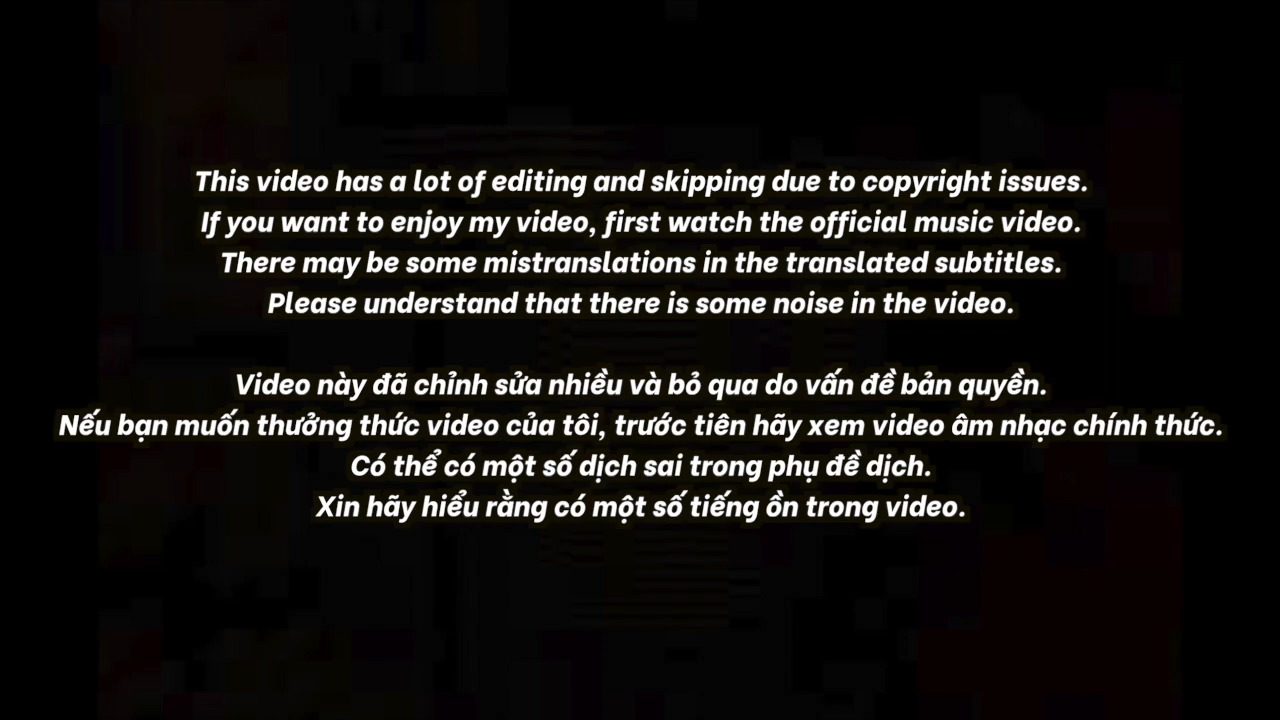 This video has a lot of editing and skipping due to copyright issues.
If you want to enjoy my video, first watch the official music video.
There may be some mistranslations in the translated subtitles.
Please understand that there is some noise in the video.
Video này đã chỉnh sửa nhiều và bỏ qua do vấn đề bản quyền.
Nếu bạn muốn thưởng thức video của tôi, trước tiên hãy xem video âm nhạc chính thức.
Có thể có một số dịch sai trong phụ đề dịch.
Xin hãy hiểu rằng có một số tiếng ồn trong video.